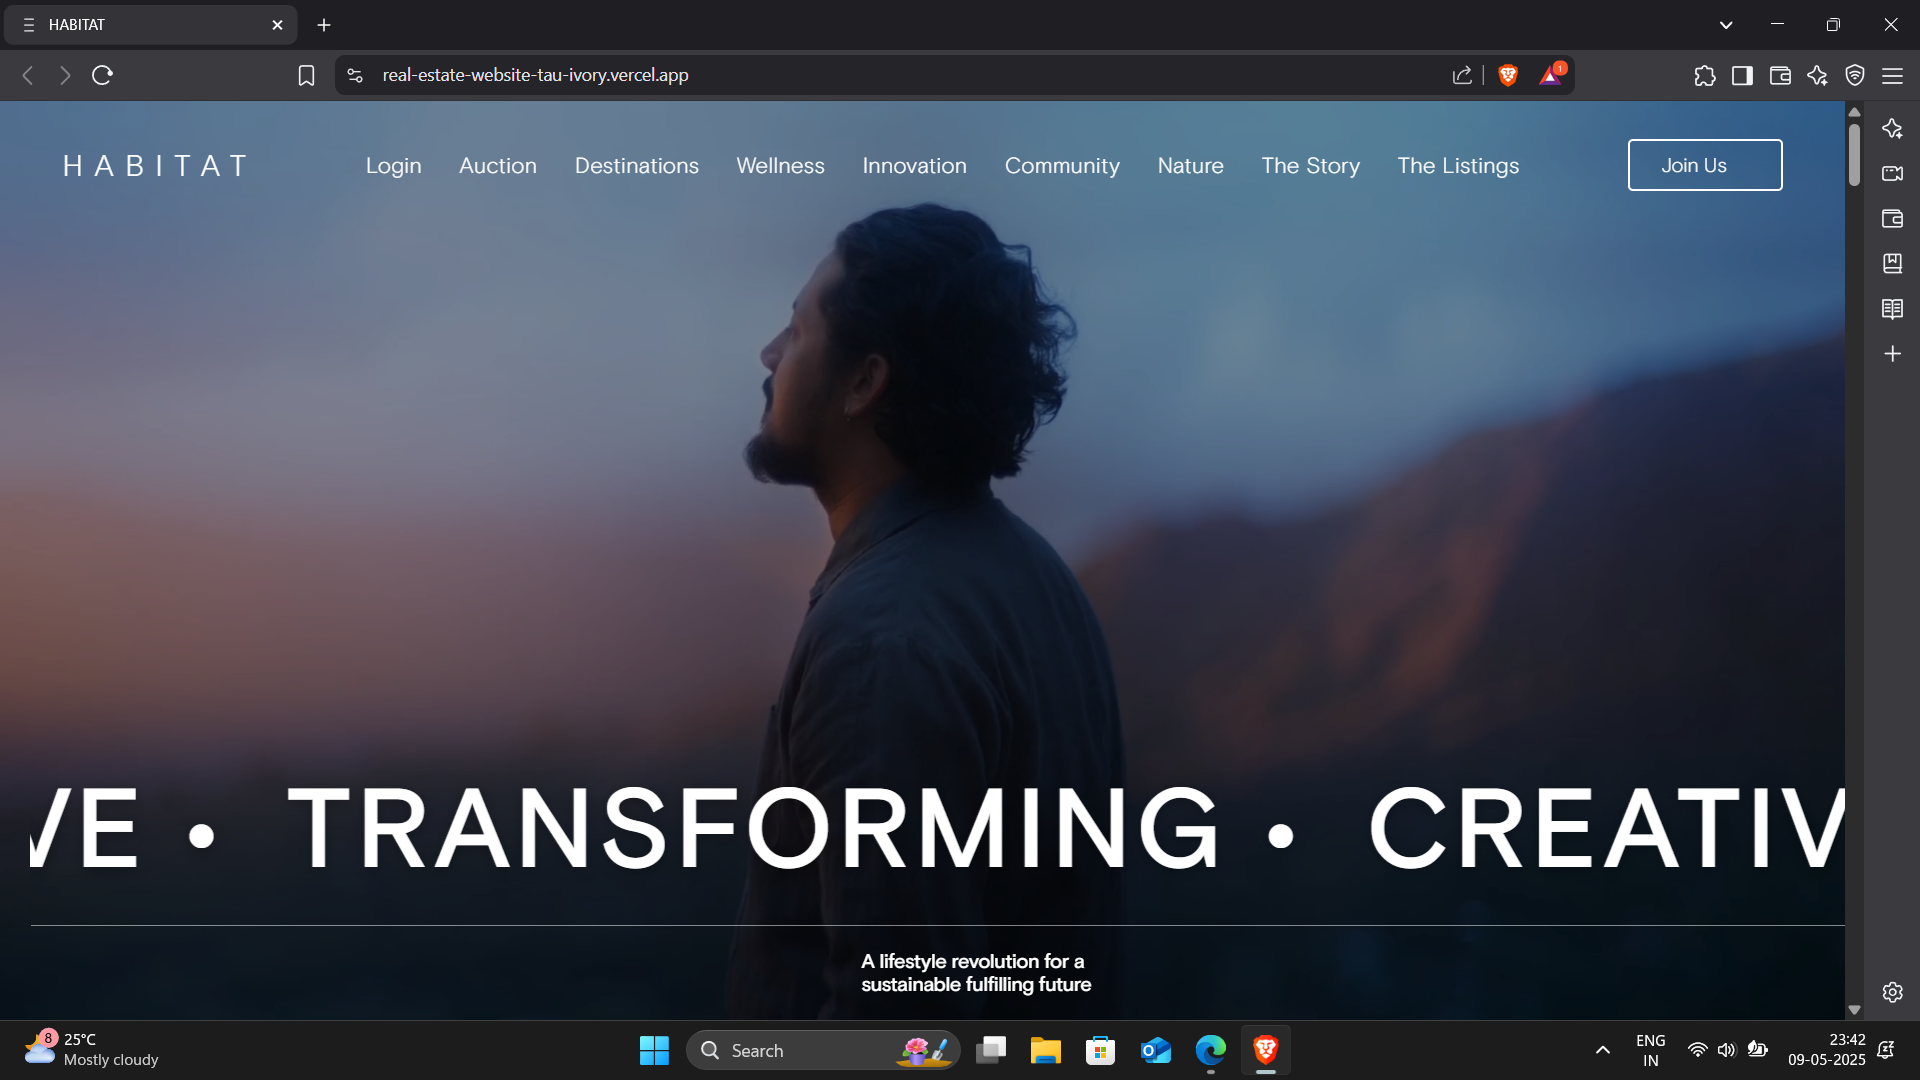 HABITAT
real-estate-website-tau-ivory.vercel.app
1
HABITAT
Login Auction Destinations Wellness Innovation Community Nature The Story The Listings
Join Us
VE • TRANSFORMING • CREATIV
A lifestyle revolution for a
sustainable fulfilling future
8
25°C
Mostly cloudy
Search
ENG
IN
23:42
09-05-2025